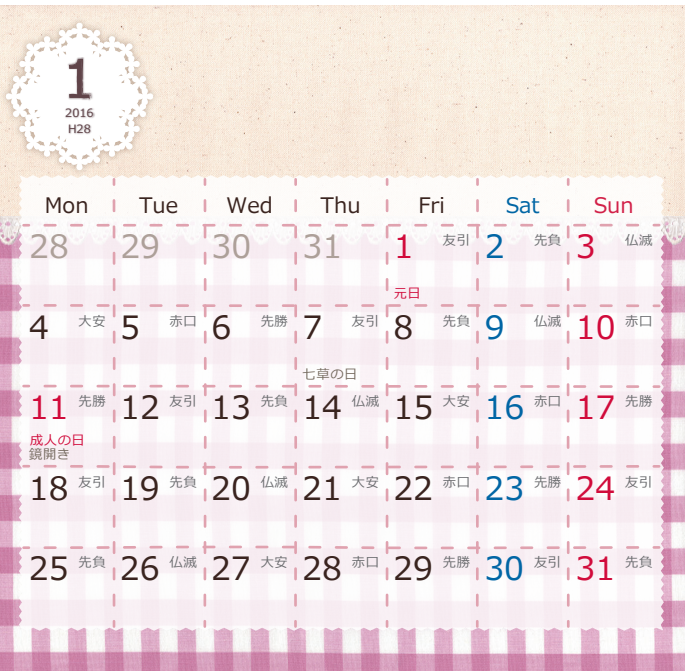 1
2016
H28
Mon Tue Wed Thu Fri Sat Sun
28 29 30 31 1 友引 2 先負 3 仏滅
元日
4 大安 5 赤口 6 先勝 7 友引 8 先負 9 仏滅 10 赤口
七草の日
11 先勝 12 友引 13 先負 14 仏滅 15 大安 16 赤口 17 先勝
成人の日
鏡開き
18 友引 19 先負 20 仏滅 21 大安 22 赤口 23 先勝 24 友引
25 先負 26 仏滅 27 大安 28 赤口 29 先勝 30 友引 31 先負